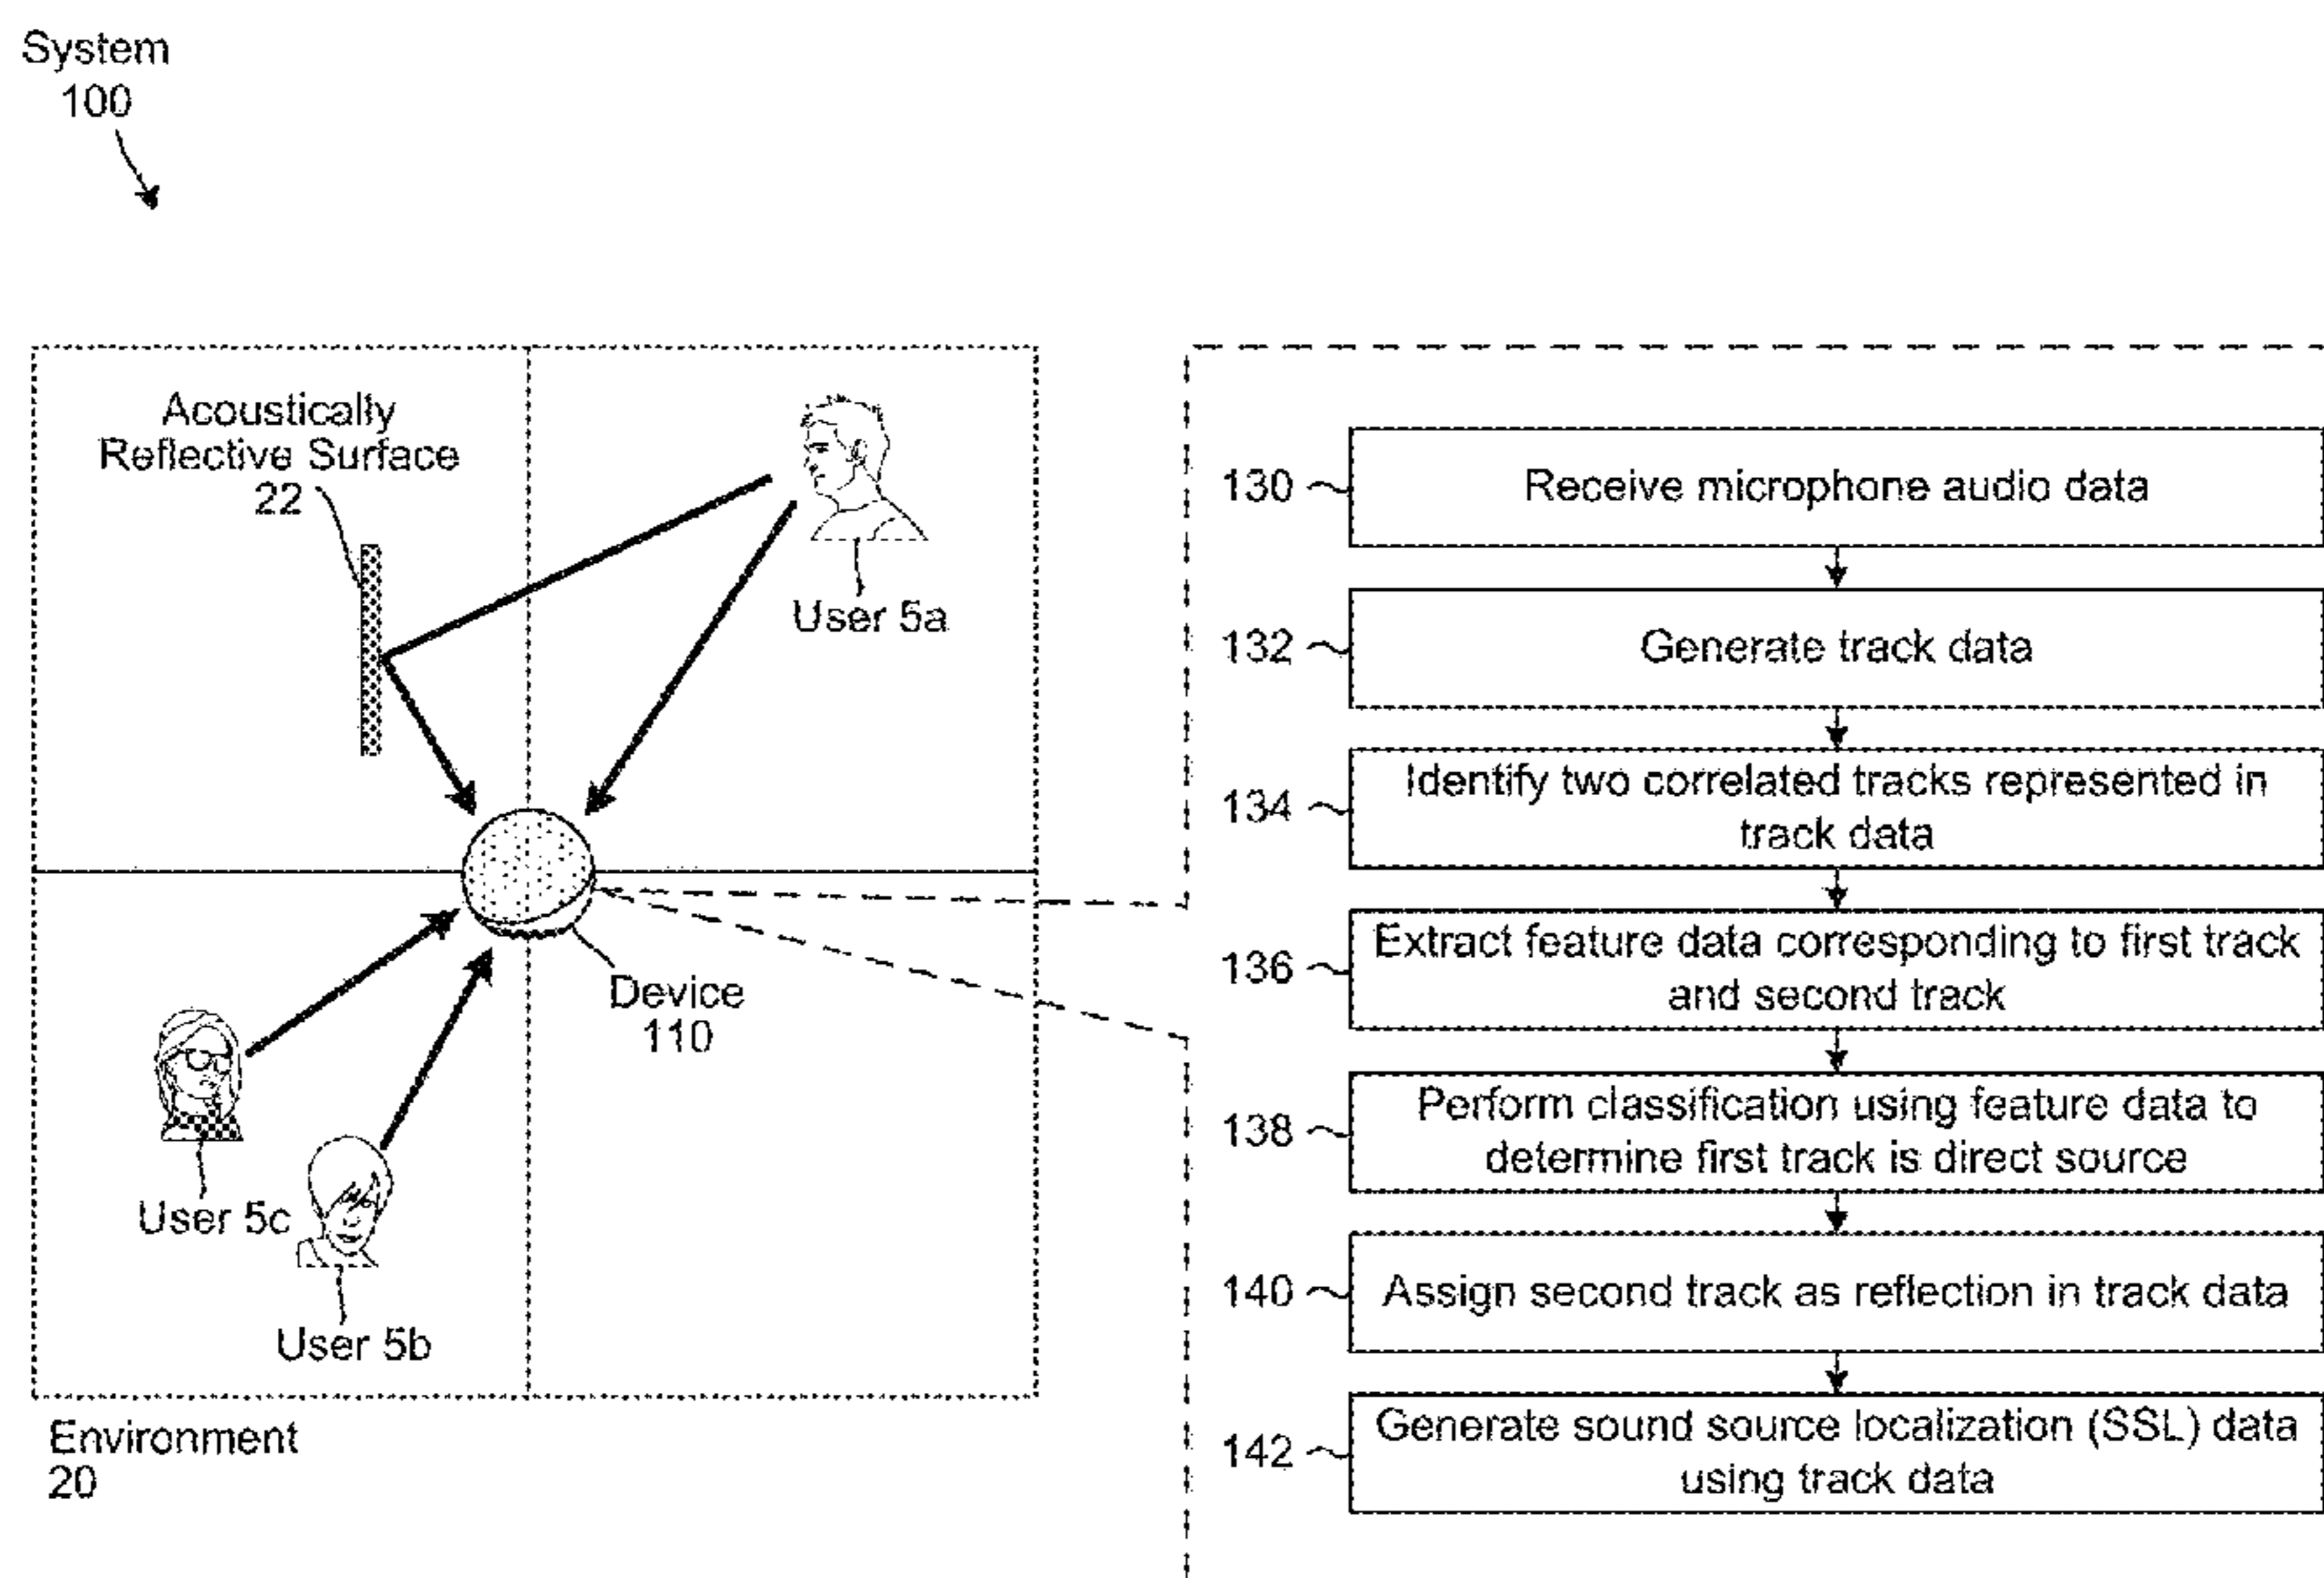 System
100
Acoustically
Reflective Surface
22
User 5a
Device
110
User 5c
User 5b
Environment
20
130
Receive microphone audio data
132
Generate track data
134
Identify two correlated tracks represented in
track data
136
Extract feature data corresponding to first track
and second track
138
Perform classification using feature data to
determine first track is direct source
140
Assign second track as reflection in track data
142
Generate sound source localization (SSL) data
using track data